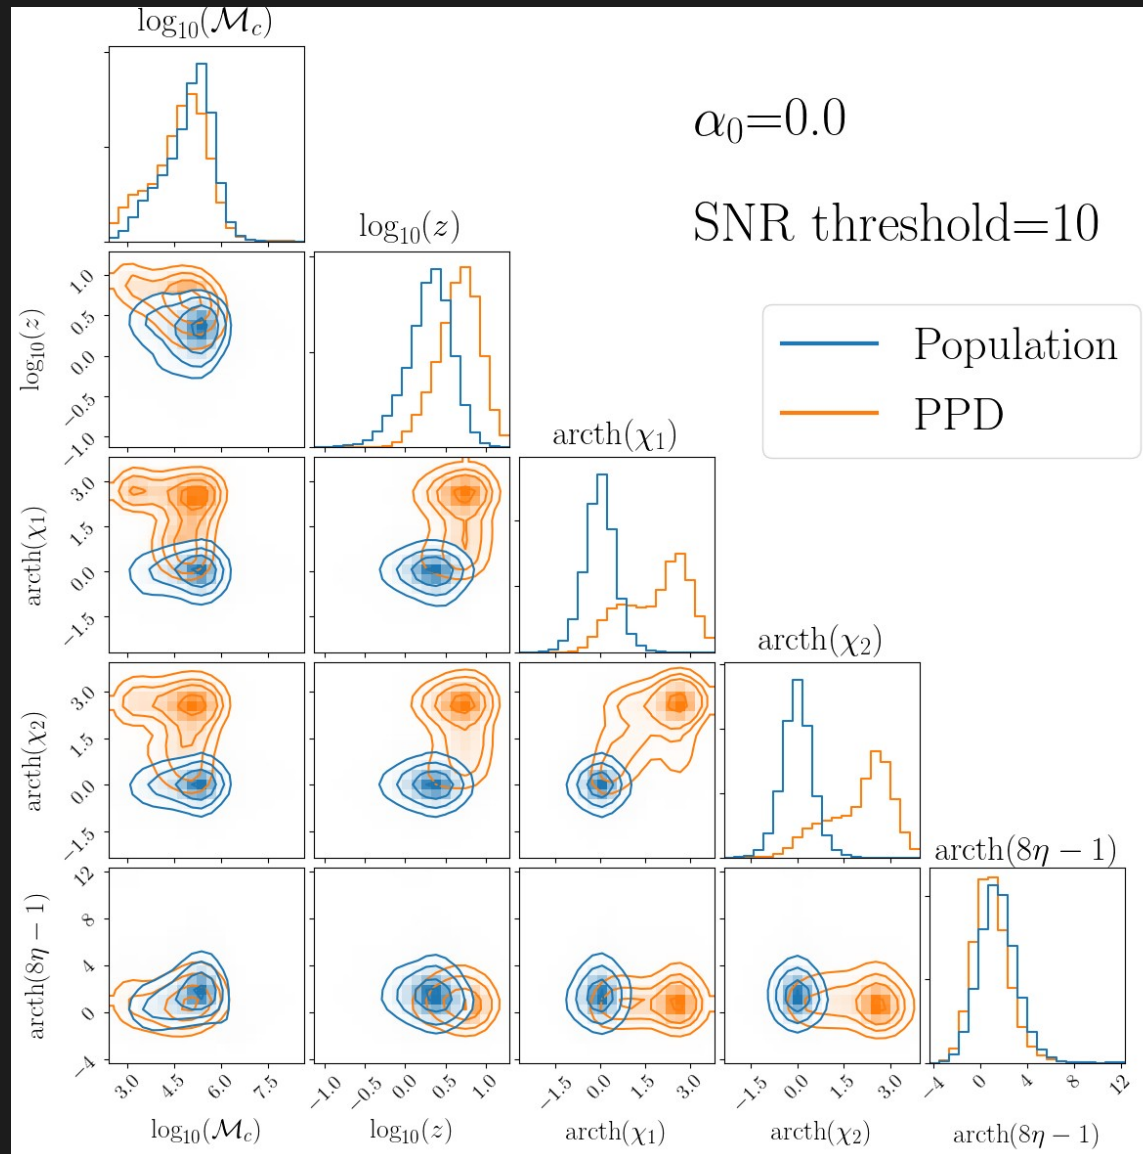 log₁₀(ℳ_c)
α₀=0.0
SNR threshold=10
Population
PPD
log₁₀(z)
1.0
0.5
0.0
−0.5
−1.0
log₁₀(z)
arcth(χ₁)
3.0
1.5
0.0
−1.5
arcth(χ₁)
arcth(χ₂)
3.0
1.5
0.0
−1.5
arcth(χ₂)
arcth(8η − 1)
12
8
4
0
−4
arcth(8η − 1)
3.0 4.5 6.0 7.5
−1.0 −0.5 0.0 0.5 1.0
−1.5 0.0 1.5 3.0
−1.5 0.0 1.5 3.0
−4 0 4 8 12
log₁₀(ℳ_c)
log₁₀(z)
arcth(χ₁)
arcth(χ₂)
arcth(8η − 1)